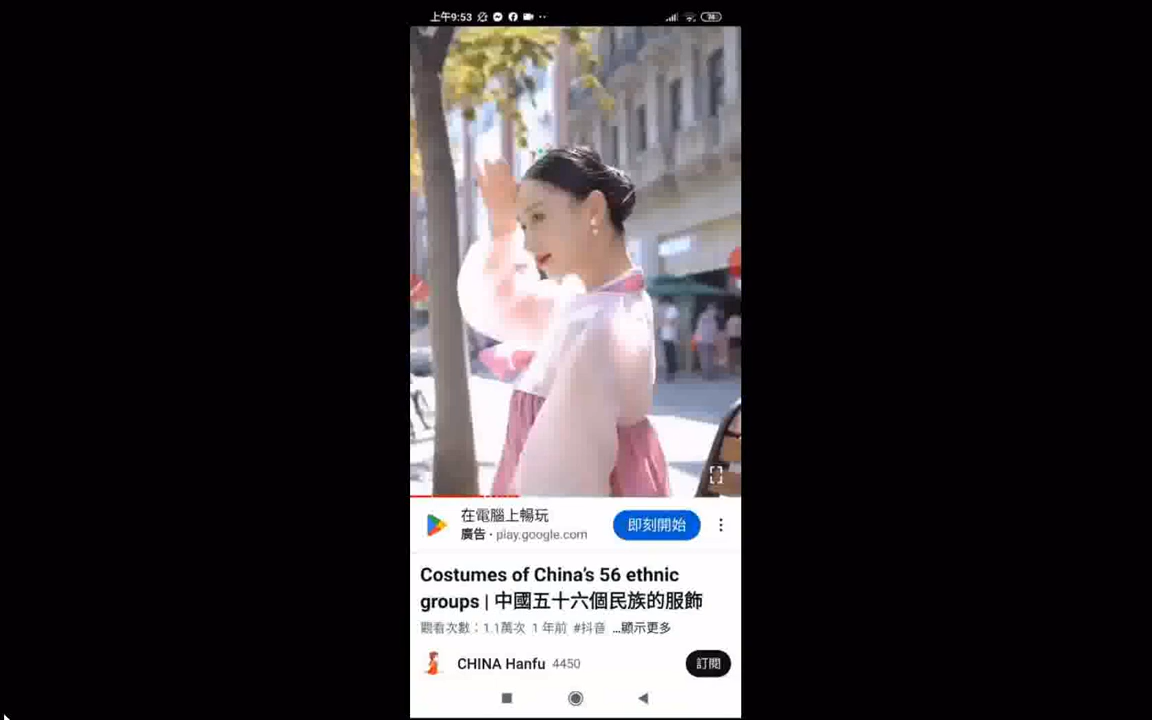 上午9:53
在電腦上暢玩
即刻開始
廣告 · play.google.com
Costumes of China's 56 ethnic
groups | 中國五十六個民族的服飾
觀看次數：1.1萬次 1 年前 #抖音 ...顯示更多
CHINA Hanfu 4450
訂閱